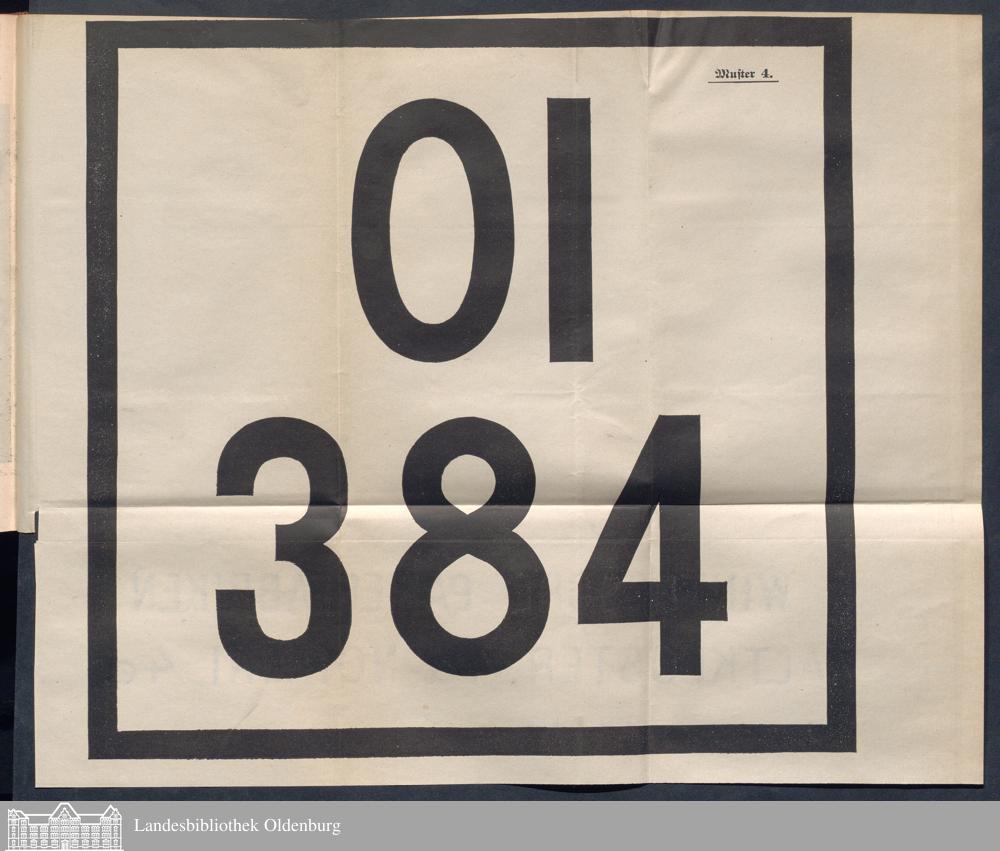 Muster 4.
OI
384
Landesbibliothek Oldenburg